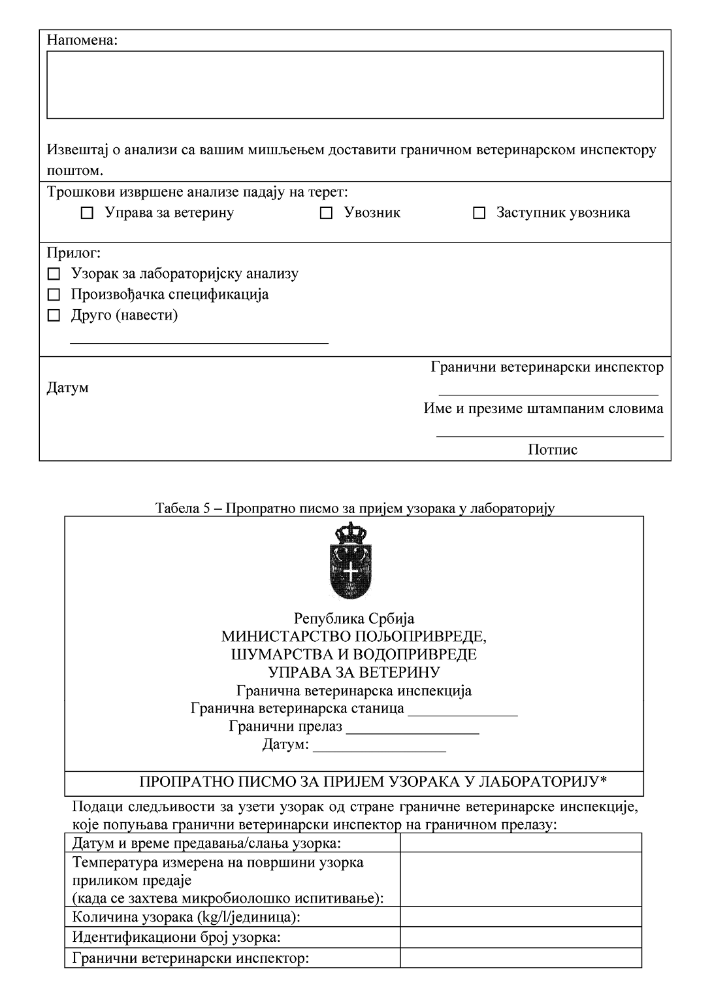 Напомена:
Извештај о анализи са вашим мишљењем доставити граничном ветеринарском инспектору
поштом.
Трошкови извршене анализе падају на терет:
☐ Управа за ветерину ☐ Увозник ☐ Заступник увозника
Прилог:
☐ Узорак за лабораторијску анализу
☐ Произвођачка спецификација
☐ Друго (навести)
_________________________________
Гранични ветеринарски инспектор
Датум
____________________________
Име и презиме штампаним словима
_____________________________
Потпис
Табела 5 – Пропратно писмо за пријем узорака у лабораторију
Република Србија
МИНИСТАРСТВО ПОЉОПРИВРЕДЕ,
ШУМАРСТВА И ВОДОПРИВРЕДЕ
УПРАВА ЗА ВЕТЕРИНУ
Гранична ветеринарска инспекција
Гранична ветеринарска станица ______________
Гранични прелаз _________________
Датум: _________________
ПРОПРАТНО ПИСМО ЗА ПРИЈЕМ УЗОРАКА У ЛАБОРАТОРИЈУ*
Подаци следљивости за узети узорак од стране граничне ветеринарске инспекције,
које попуњава гранични ветеринарски инспектор на граничном прелазу:
Датум и време предавања/слања узорка:
Температура измерена на површини узорка
приликом предаје
(када се захтева микробиолошко испитивање):
Количина узорака (kg/l/јединица):
Идентификациони број узорка:
Гранични ветеринарски инспектор: